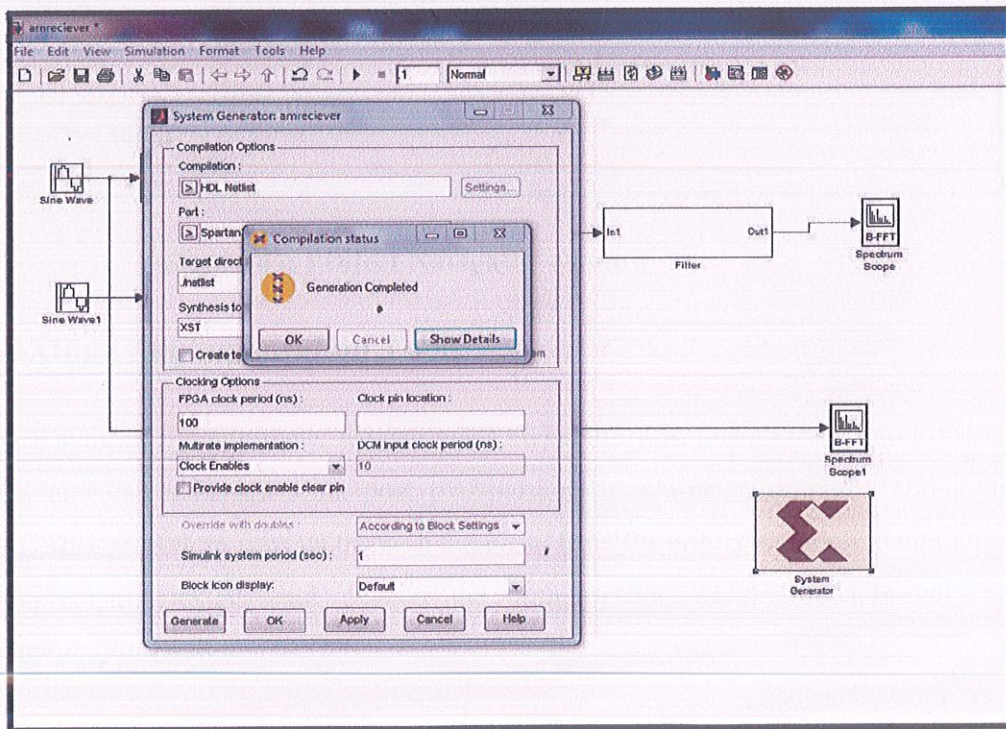 amreciever *
File Edit View Simulation Format Tools Help
1
Normal
System Generator: amreciever
Compilation Options
Compilation :
HDL Netlist
Settings...
Part :
Spartan
Compilation status
Generation Completed
OK
Cancel
Show Details
Target direct
./netlist
Synthesis to
XST
Create te
Clocking Options
FPGA clock period (ns) :
Clock pin location :
100
Multirate implementation :
DCM input clock period (ns) :
Clock Enables
10
Provide clock enable clear pin
Override with doubles :
According to Block Settings
Simulink system period (sec) :
1
Block Icon display:
Default
Generate
OK
Apply
Cancel
Help
Sine Wave
Sine Wave1
In1
Out1
Filter
B-FFT
Spectrum
Scope
B-FFT
Spectrum
Scope1
System
Generator